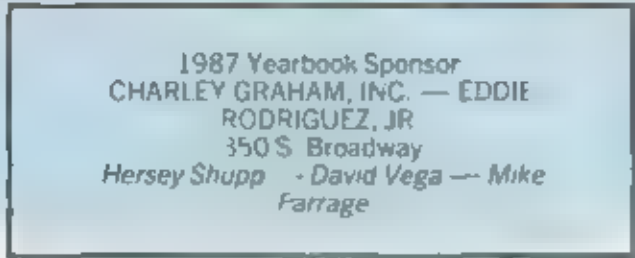 1987 Yearbook Sponsor
CHARLEY GRAHAM, INC. — EDDIE
RODRIGUEZ, JR
350 S Broadway
Hersey Shupp - David Vega — Mike
Farrage